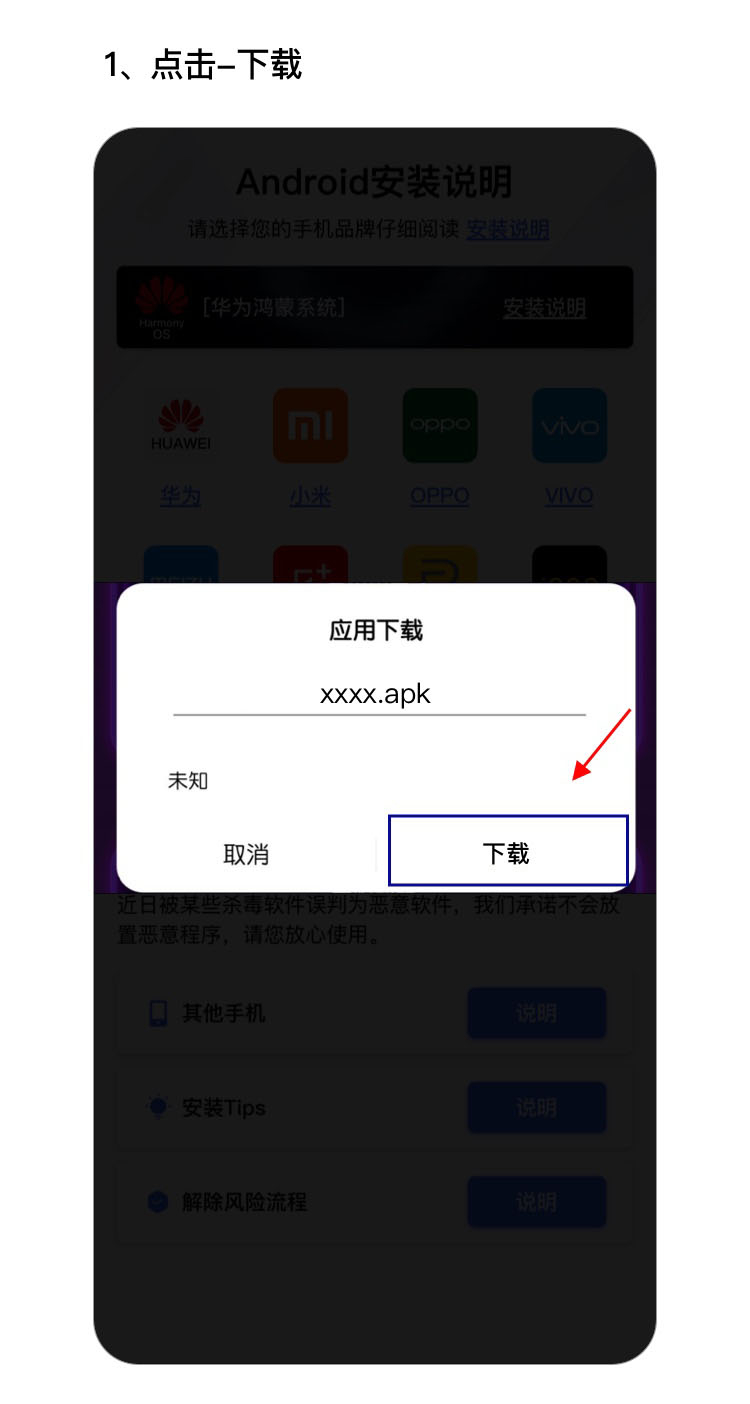 1、点击–下载
Android安装说明
请选择您的手机品牌仔细阅读 安装说明
Harmony
OS
[华为鸿蒙系统]
安装说明
HUAWEI
mi
oppo
vivo
华为
小米
OPPO
VIVO
MEIZU
应用下载
xxxx.apk
未知
取消
下载
近日被某些杀毒软件误判为恶意软件，我们承诺不会放
置恶意程序，请您放心使用。
其他手机
说明
安装Tips
说明
解除风险流程
说明